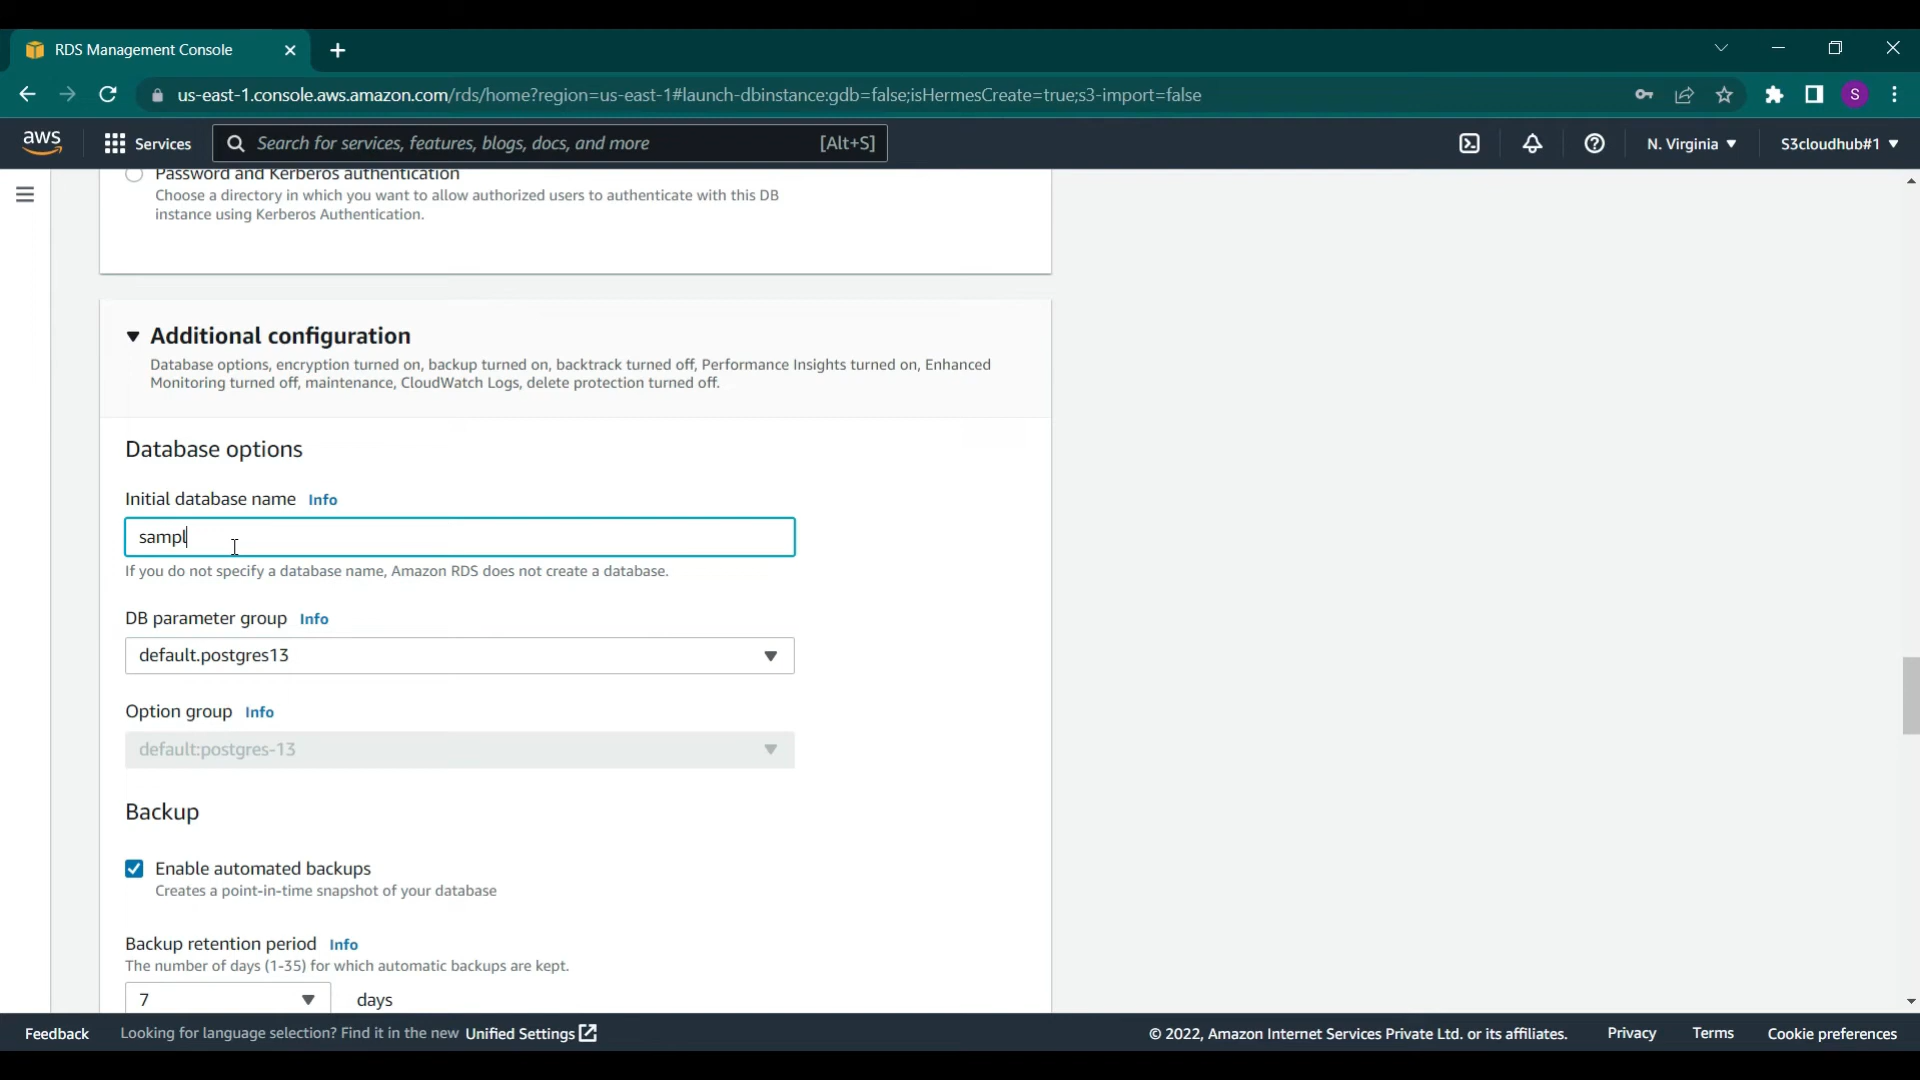 RDS Management Console
us-east-1.console.aws.amazon.com/rds/home?region=us-east-1#launch-dbinstance:gdb=false;isHermesCreate=true;s3-import=false
S
aws
Services
Search for services, features, blogs, docs, and more
[Alt+S]
N. Virginia
S3cloudhub#1
Password and Kerberos authentication
Choose a directory in which you want to allow authorized users to authenticate with this DB
instance using Kerberos Authentication.
Additional configuration
Database options, encryption turned on, backup turned on, backtrack turned off, Performance Insights turned on, Enhanced
Monitoring turned off, maintenance, CloudWatch Logs, delete protection turned off.
Database options
Initial database name Info
sampl
If you do not specify a database name, Amazon RDS does not create a database.
DB parameter group Info
default.postgres13
Option group Info
default:postgres-13
Backup
Enable automated backups
Creates a point-in-time snapshot of your database
Backup retention period Info
The number of days (1-35) for which automatic backups are kept.
7 days
Feedback Looking for language selection? Find it in the new Unified Settings © 2022, Amazon Internet Services Private Ltd. or its affiliates. Privacy Terms Cookie preferences